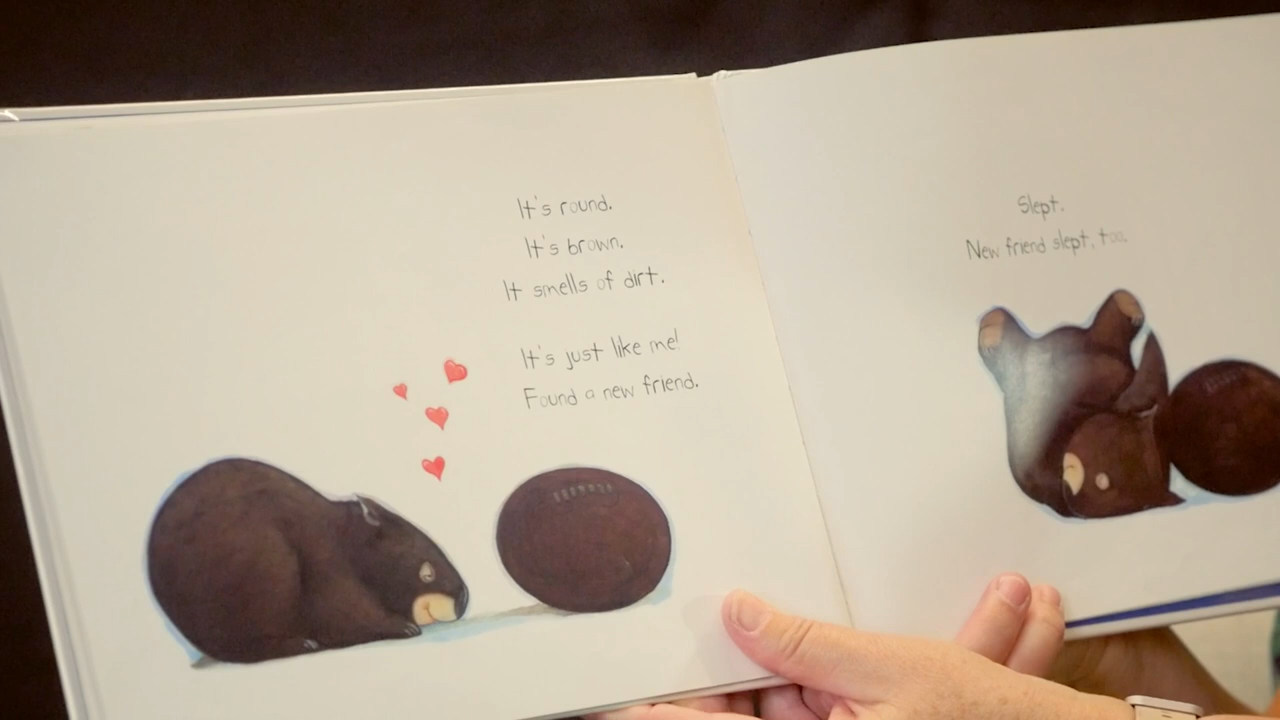 It's round.
It's brown.
It smells of dirt.
It's just like me!
Found a new friend.
Slept.
New friend slept, too.